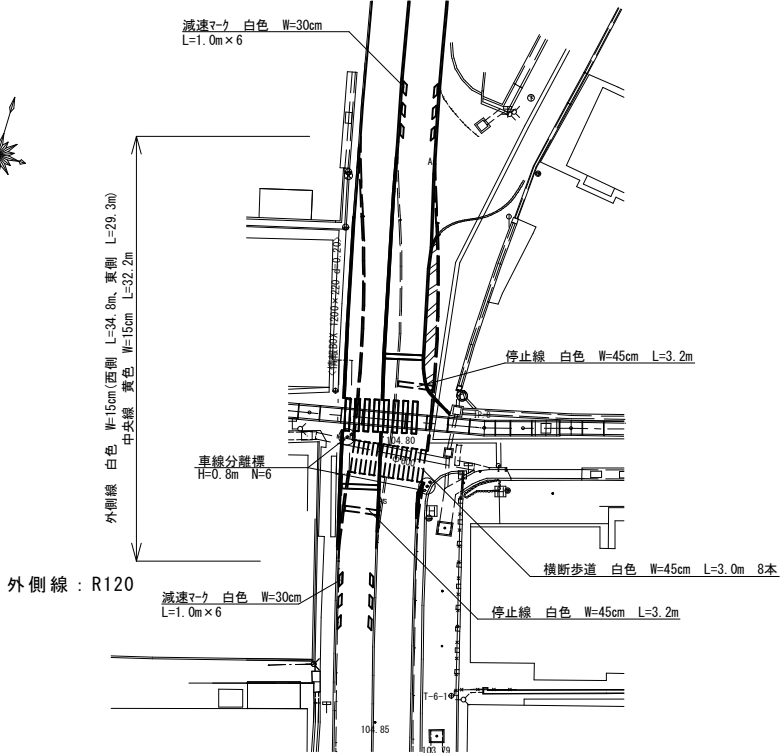 減速マーク 白色 W=30cm
L=1.0m×6
外側線 白色 W=15cm(西側 L=34.8m、東側 L=29.3m)
中央線 黄色 W=15cm L=32.2m
A
停止線 白色 W=45cm L=3.2m
104.80
車線分離標
H=0.8m N=6
横断歩道 白色 W=45cm L=3.0m 8本
外側線：R120
減速マーク 白色 W=30cm
L=1.0m×6
停止線 白色 W=45cm L=3.2m
T-6-1
104.85
103.79